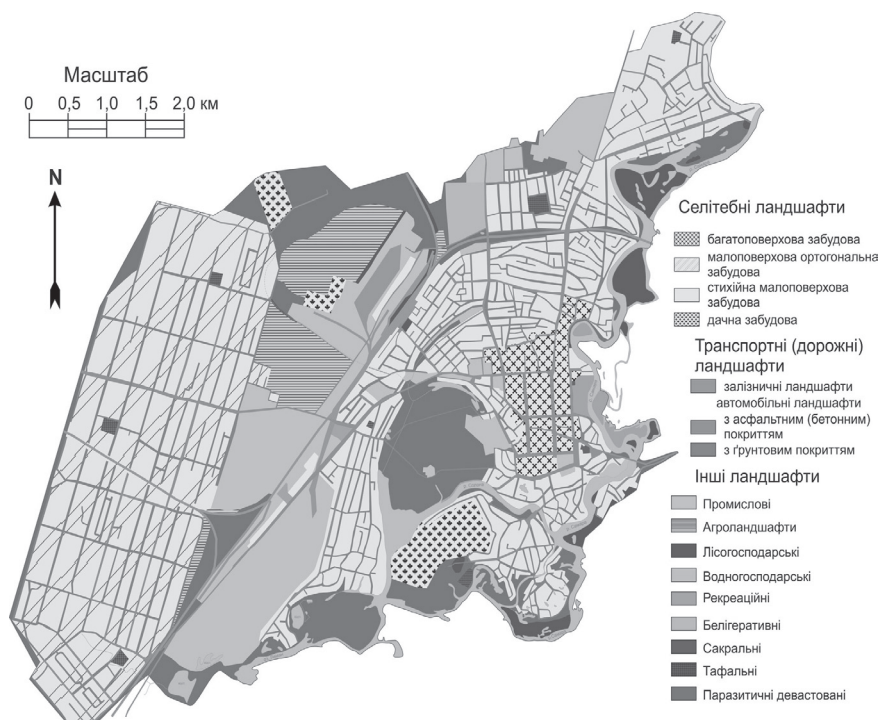 Масштаб
0 0,5 1,0 1,5 2,0 км
N
Селітебні ландшафти
багатоповерхова забудова
малоповерхова ортогональна
забудова
стихійна малоповерхова
забудова
дачна забудова
Транспортні (дорожні)
ландшафти
залізничні ландшафти
автомобільні ландшафти
з асфальтним (бетонним)
покриттям
з ґрунтовим покриттям
Інші ландшафти
Промислові
Агроландшафти
Лісогосподарські
Водногосподарські
Рекреаційні
Белігеративні
Сакральні
Тафальні
Паразитичні девастовані